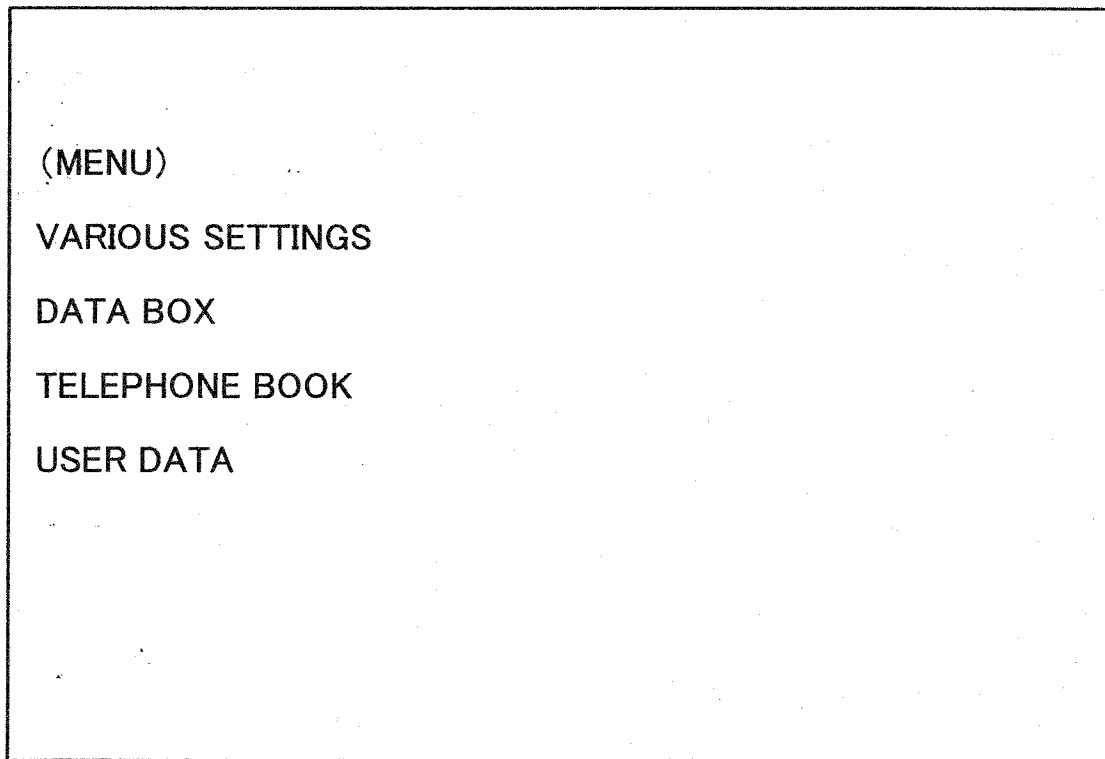 (MENU)
VARIOUS SETTINGS
DATA BOX
TELEPHONE BOOK
USER DATA